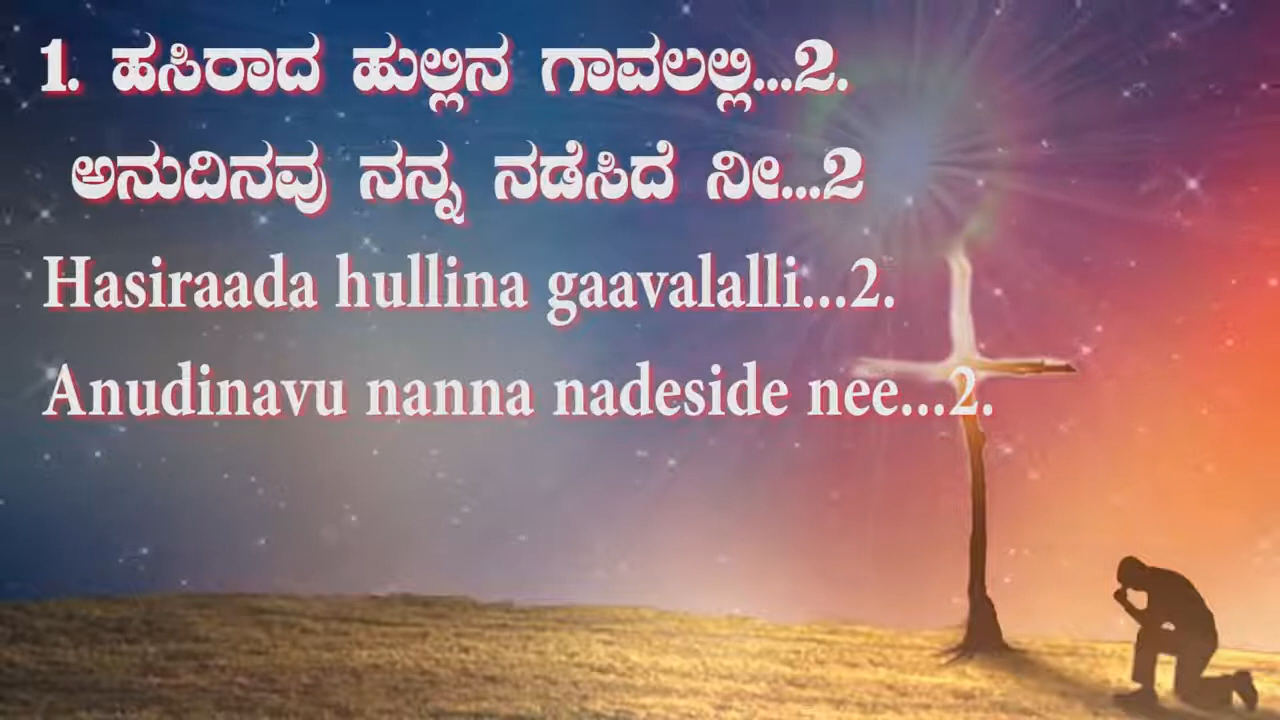 1. ಹಸಿರಾದ ಹುಲ್ಲಿನ ಗಾವಲಲ್ಲಿ...2.
ಅನುದಿನವು ನನ್ನ ನಡೆಸಿದೆ ನೀ...2
Hasiraada hullina gaavalalli...2.
Anudinavu nanna nadeside nee...2.